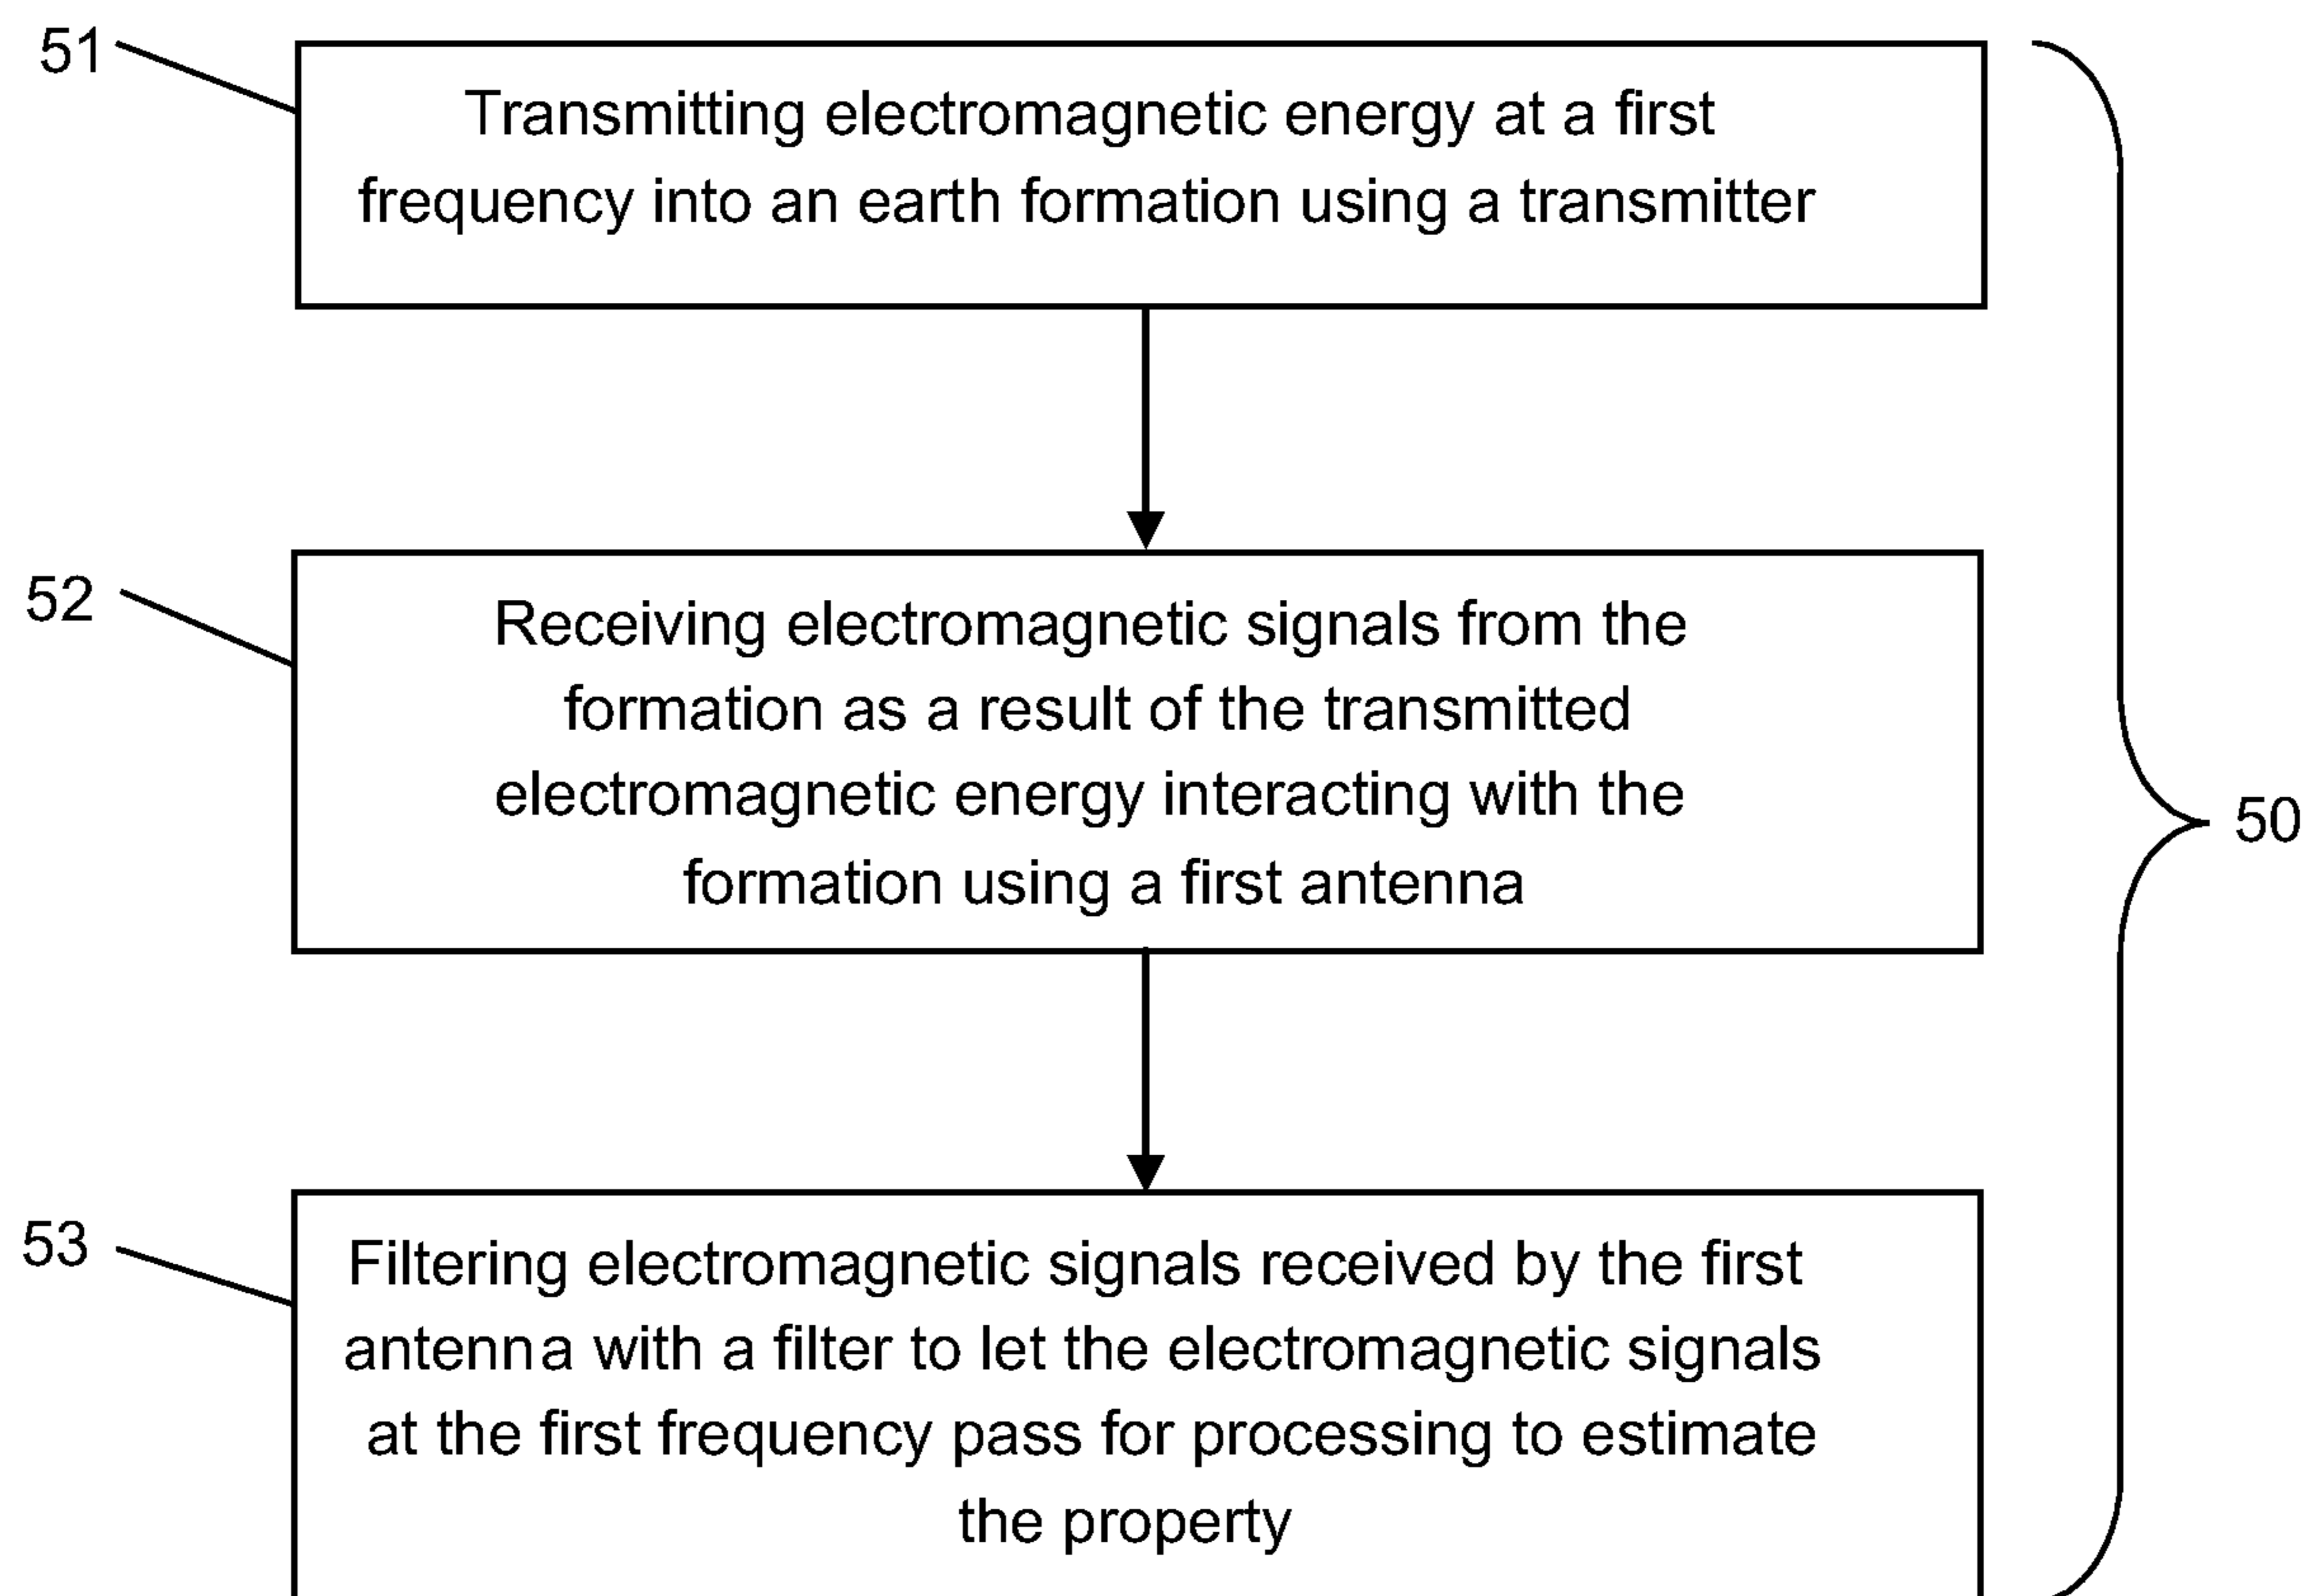 51
Transmitting electromagnetic energy at a first
frequency into an earth formation using a transmitter
52
Receiving electromagnetic signals from the
formation as a result of the transmitted
electromagnetic energy interacting with the
formation using a first antenna
50
53
Filtering electromagnetic signals received by the first
antenna with a filter to let the electromagnetic signals
at the first frequency pass for processing to estimate
the property